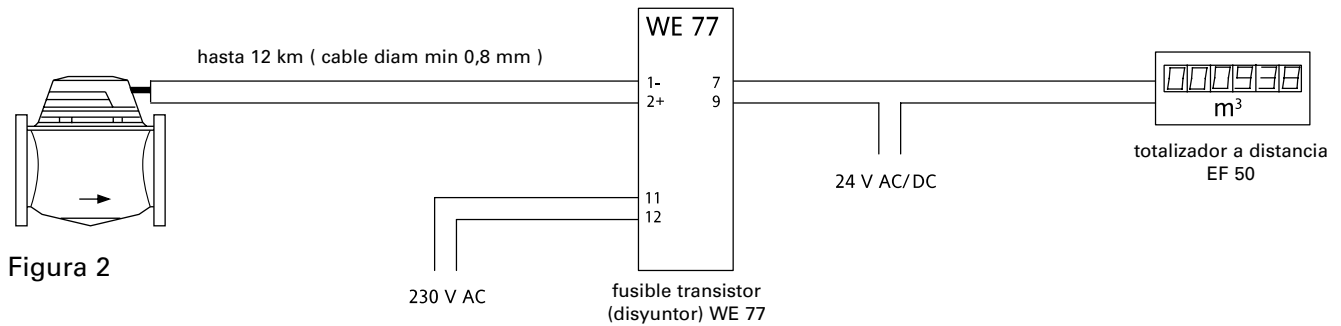 WE 77
hasta 12 km ( cable diam min 0,8 mm )
1-
2+
7
9
000938
m³
totalizador a distancia
EF 50
24 V AC/DC
11
12
Figura 2
230 V AC
fusible transistor
(disyuntor) WE 77